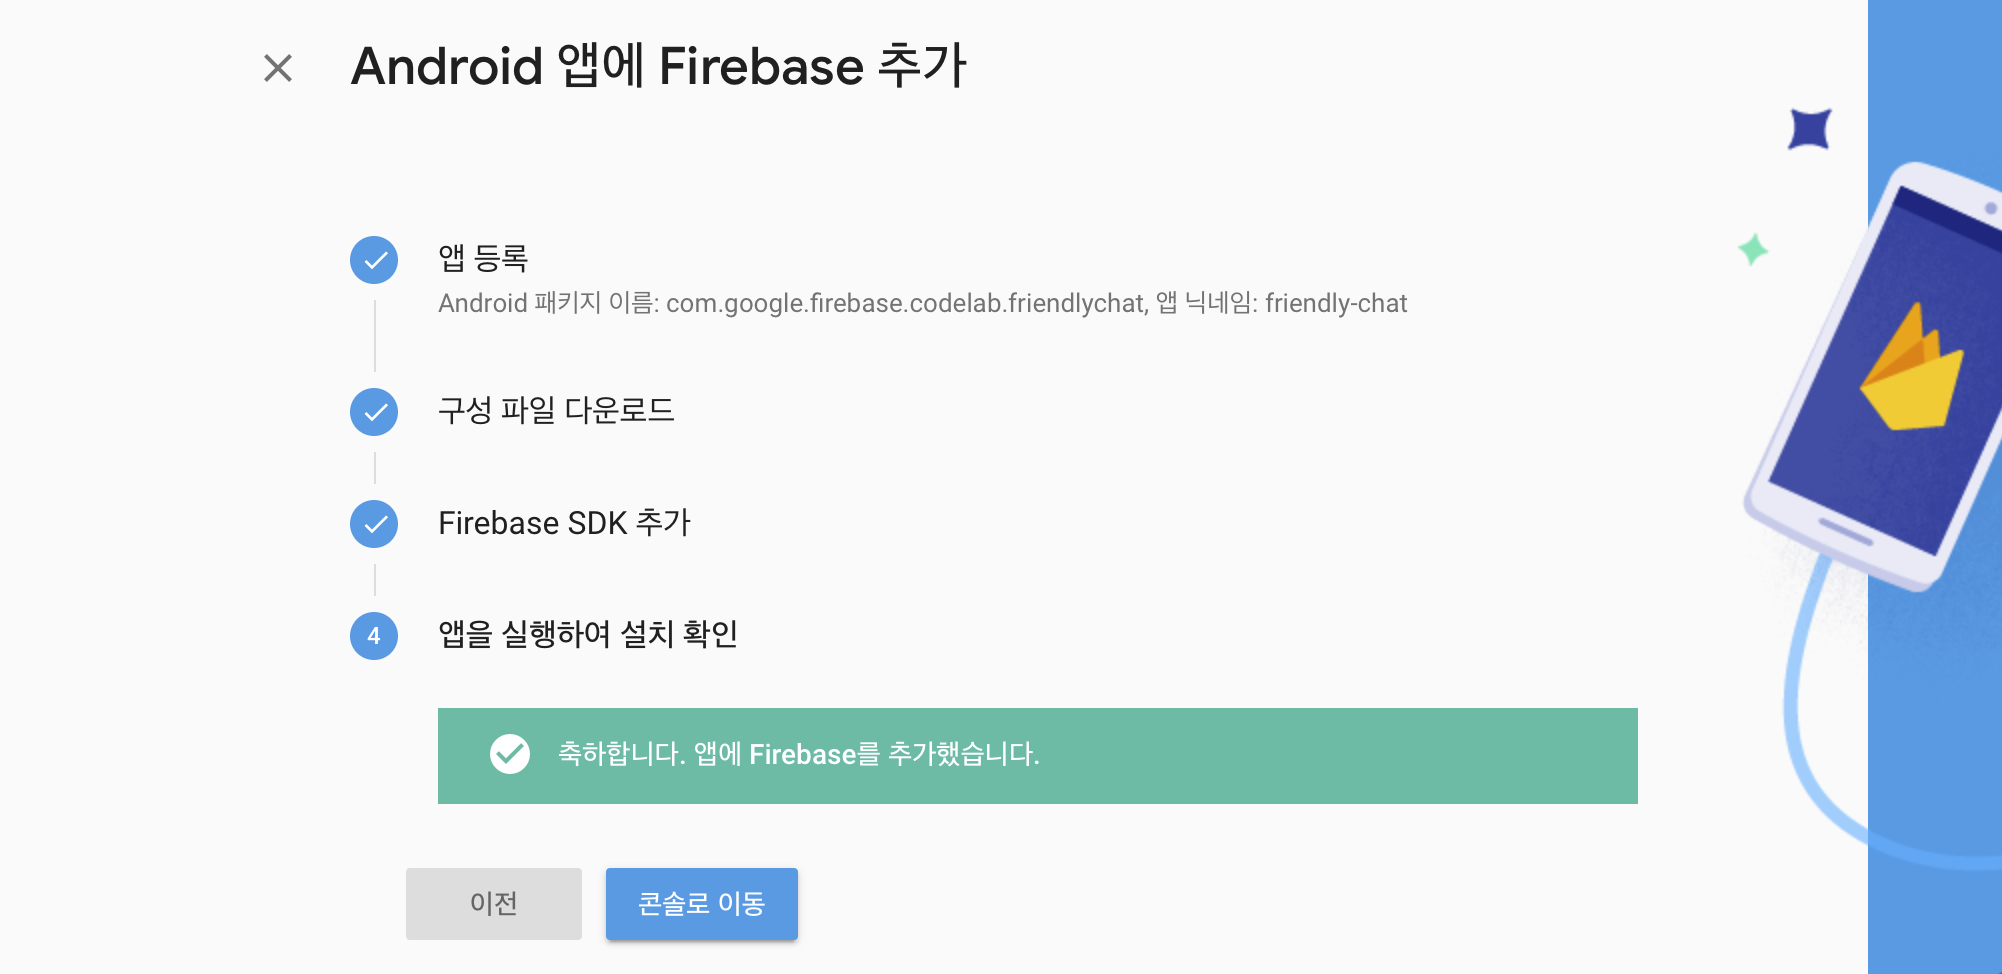 Android 앱에 Firebase 추가
앱 등록
Android 패키지 이름: com.google.firebase.codelab.friendlychat, 앱 닉네임: friendly-chat
구성 파일 다운로드
Firebase SDK 추가
4 앱을 실행하여 설치 확인
축하합니다. 앱에 Firebase를 추가했습니다.
이전 콘솔로 이동